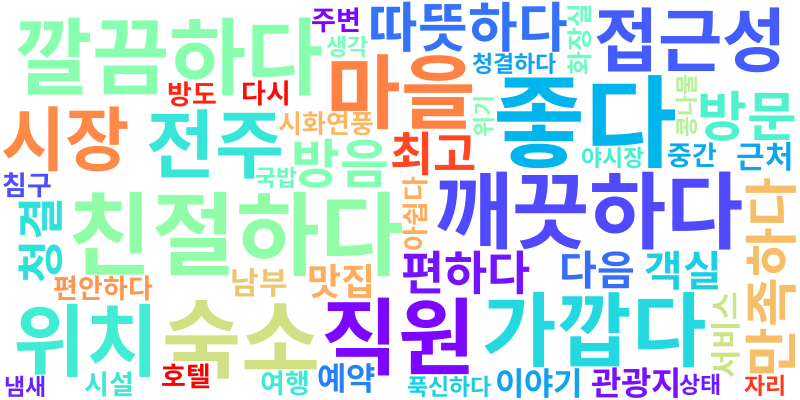 주변
따뜻하다
화장실
접근성
깔끔하다
생각
청결하다
마을
좋다
방도
다시
콩나물
방문
시장
전주
시화연풍
위기
최고
방음
야시장
중간
근처
국밥
침구
친절하다
아쉽다
깨끗하다
만족하다
청결
편안하다
남부
맛집
편하다
다음
객실
위치
숙소
직원
가깝다
서비스
냄새
시설
호텔
여행
예약
푹신하다
이야기
관광지
상태
자리